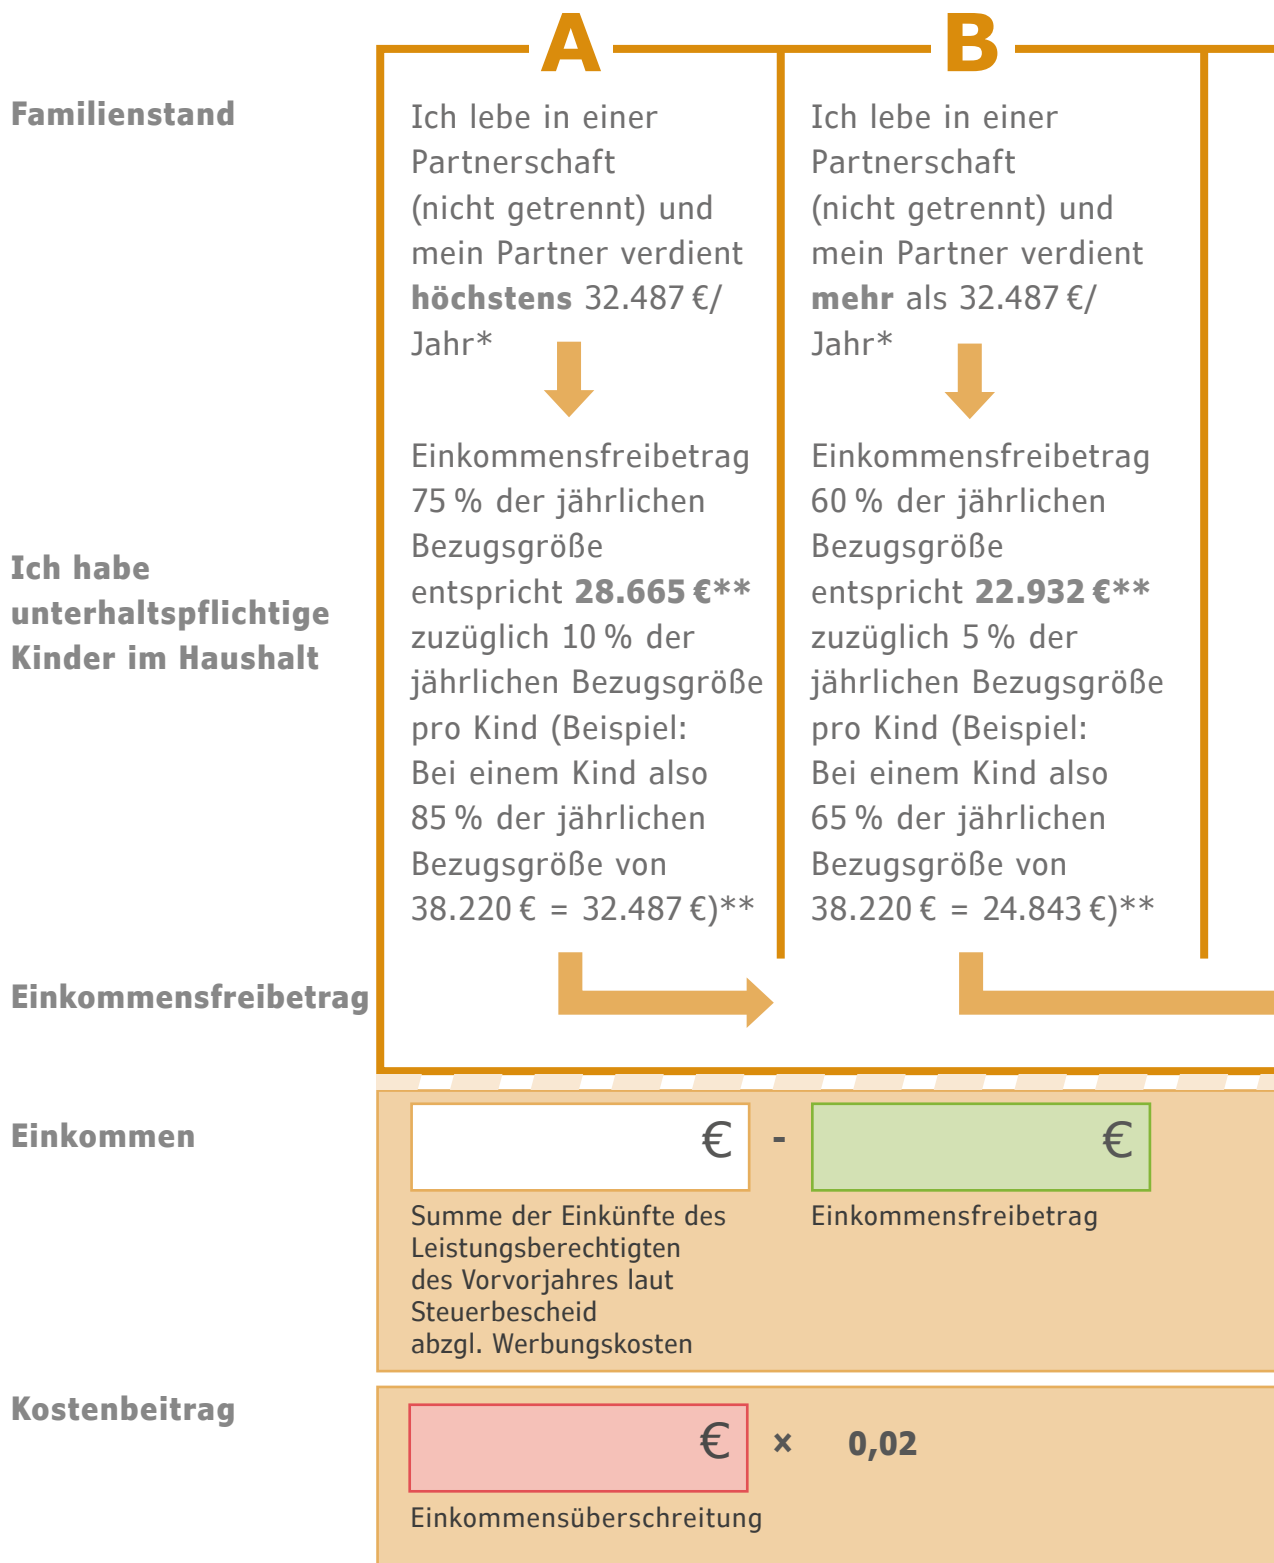 A
B
Familienstand
Ich lebe in einer
Partnerschaft
(nicht getrennt) und
mein Partner verdient
höchstens 32.487 €/
Jahr*
Ich lebe in einer
Partnerschaft
(nicht getrennt) und
mein Partner verdient
mehr als 32.487 €/
Jahr*
Ich habe
unterhaltspflichtige
Kinder im Haushalt
Einkommensfreibetrag
75 % der jährlichen
Bezugsgröße
entspricht 28.665 €**
zuzüglich 10 % der
jährlichen Bezugsgröße
pro Kind (Beispiel:
Bei einem Kind also
85 % der jährlichen
Bezugsgröße von
38.220 € = 32.487 €)**
Einkommensfreibetrag
60 % der jährlichen
Bezugsgröße
entspricht 22.932 €**
zuzüglich 5 % der
jährlichen Bezugsgröße
pro Kind (Beispiel:
Bei einem Kind also
65 % der jährlichen
Bezugsgröße von
38.220 € = 24.843 €)**
Einkommensfreibetrag
Einkommen
€ - €
Summe der Einkünfte des
Leistungsberechtigten
des Vorvorjahres laut
Steuerbescheid
abzgl. Werbungskosten
Einkommensfreibetrag
Kostenbeitrag
€ × 0,02
Einkommensüberschreitung